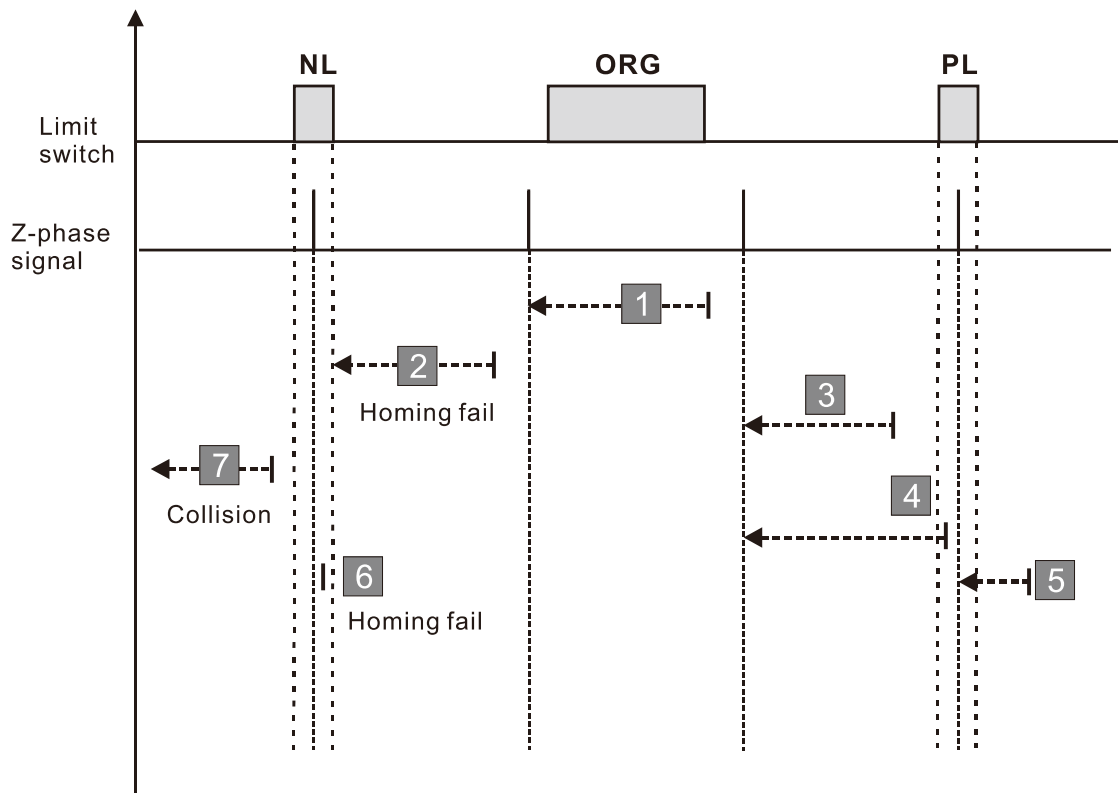 NL
ORG
PL
Limit
switch
Z-phase
signal
1
2
Homing fail
3
7
Collision
4
6
Homing fail
5